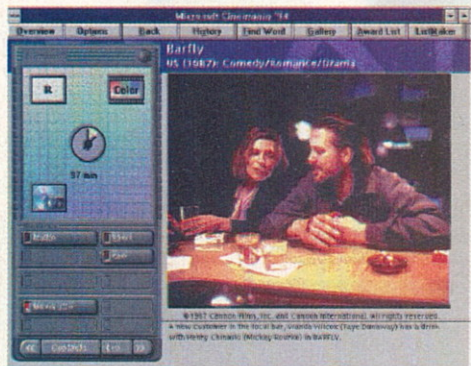 Microsoft Cinemania '94
Overview Options Back History Find Word Gallery Award List ListMaker
Barfly
US (1987): Comedy/Romance/Drama
R Color
97 min
Contents
©1987 Cannon Films, Inc. and Cannon International. All rights reserved.
A new customer in the local bar, Wanda Wilcox (Faye Dunaway) has a drink
with Henry Chinaski (Mickey Rourke) in BARFLY.